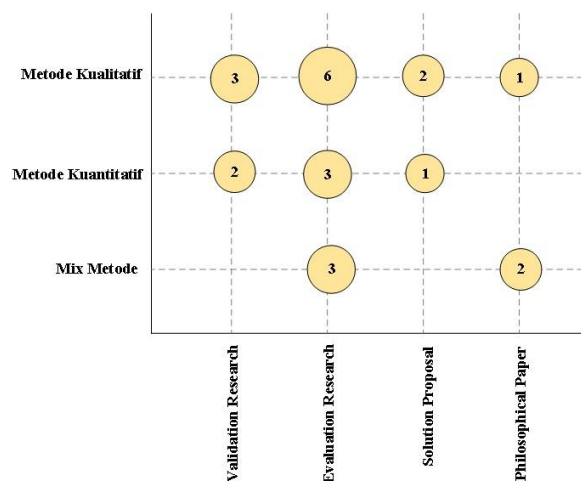 Metode Kualitatif 3 6 2 1
Metode Kuantitatif 2 3 1
Mix Metode 3 2
Validation Research
Evaluation Research
Solution Proposal
Philosophical Paper